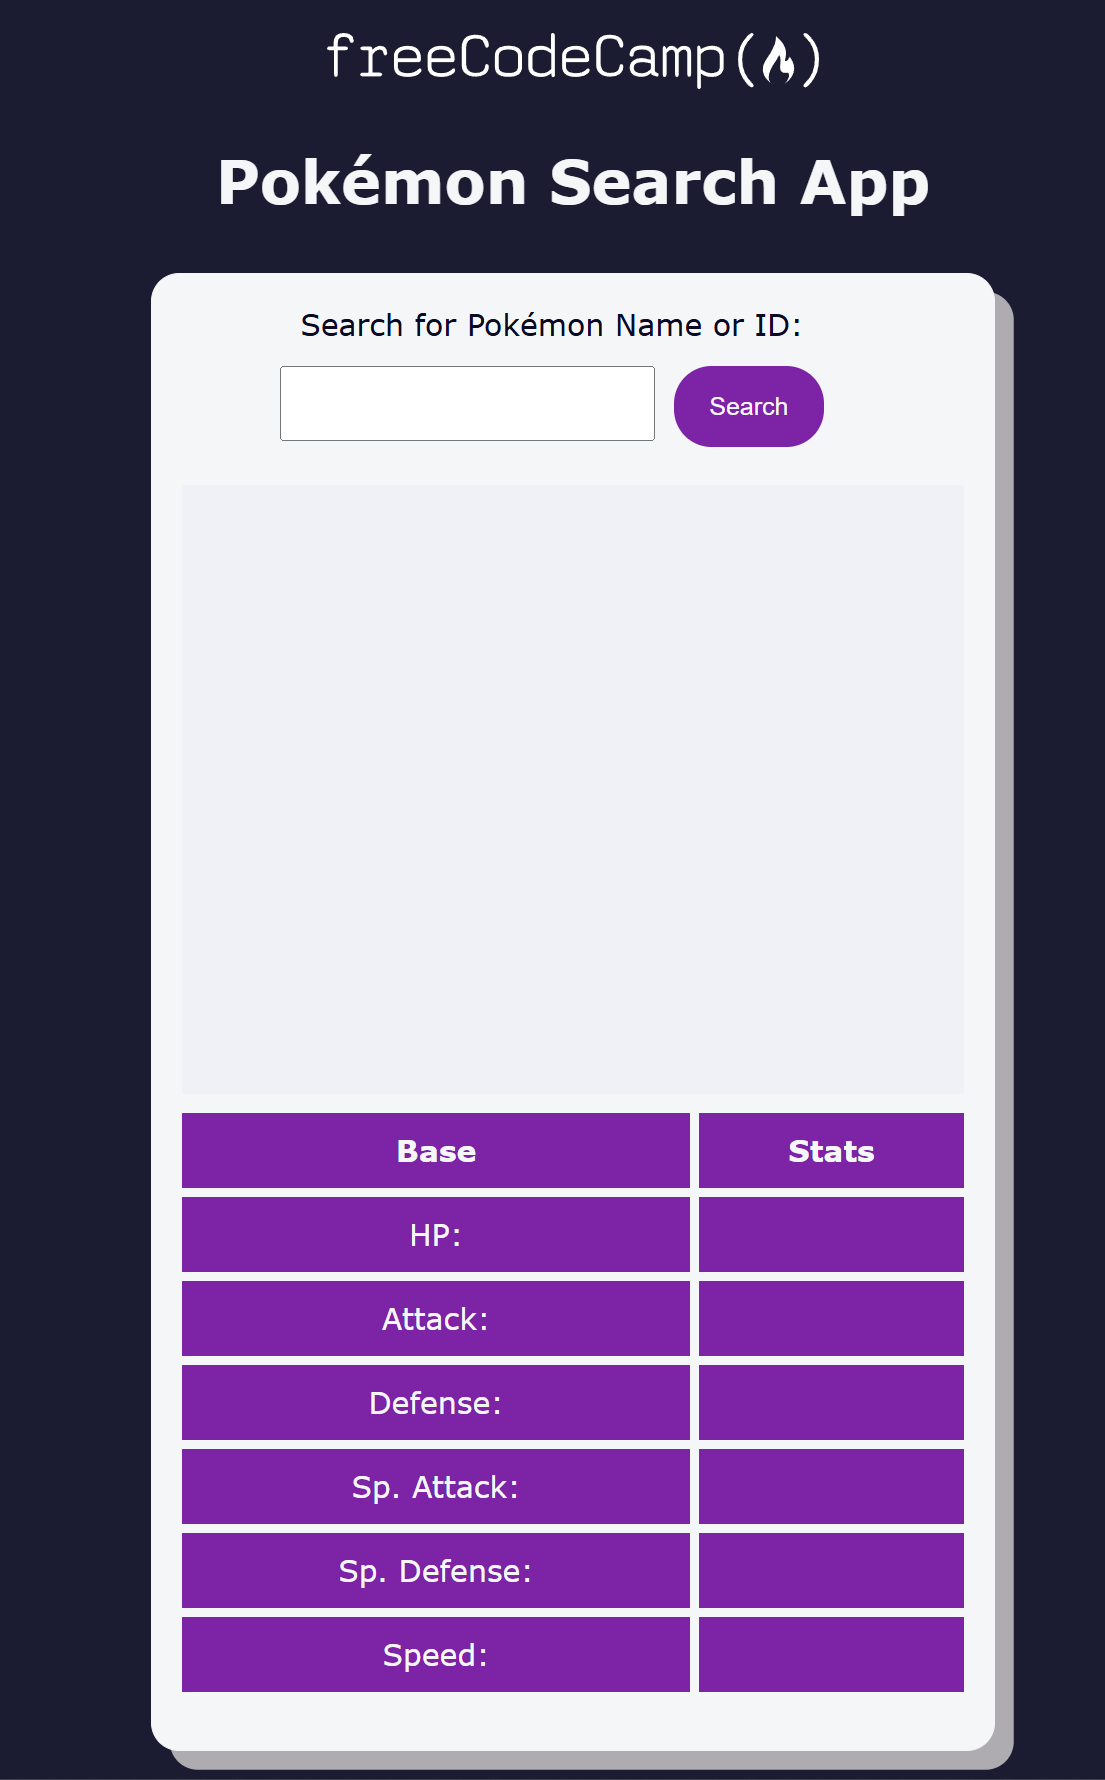 freeCodeCamp(🔥)
Pokémon Search App
Search for Pokémon Name or ID:
Search
Base Stats
HP:
Attack:
Defense:
Sp. Attack:
Sp. Defense:
Speed: